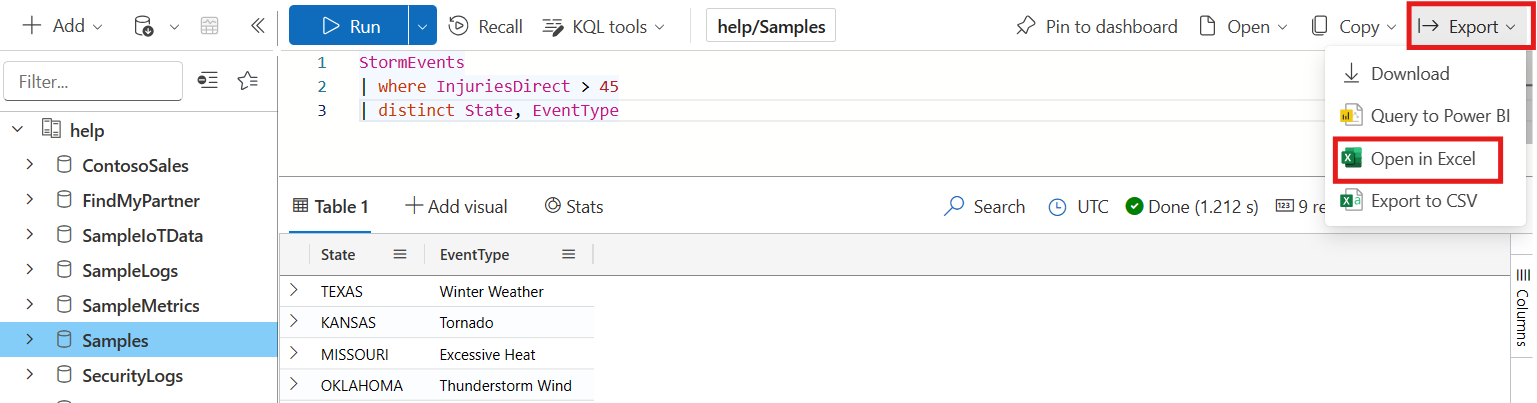 Add
Run
Recall
KQL tools
help/Samples
Pin to dashboard
Open
Copy
Export
Filter...
help
ContosoSales
FindMyPartner
SampleIoTData
SampleLogs
SampleMetrics
Samples
SecurityLogs
1 StormEvents
2 | where InjuriesDirect > 45
3 | distinct State, EventType
Download
Query to Power BI
Open in Excel
Export to CSV
Table 1
Add visual
Stats
Search
UTC
Done (1.212 s)
123 9
State EventType
TEXAS Winter Weather
KANSAS Tornado
MISSOURI Excessive Heat
OKLAHOMA Thunderstorm Wind
Columns